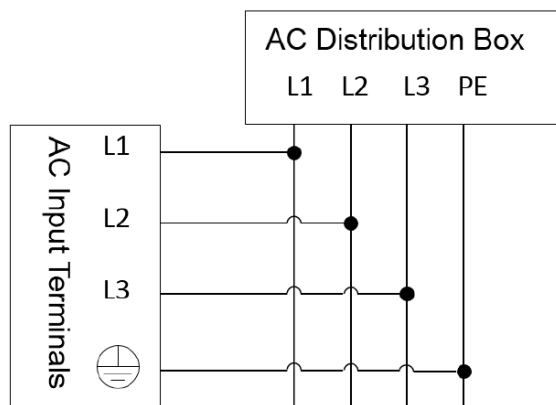 AC Distribution Box
L1 L2 L3 PE
AC Input Terminals
L1
L2
L3